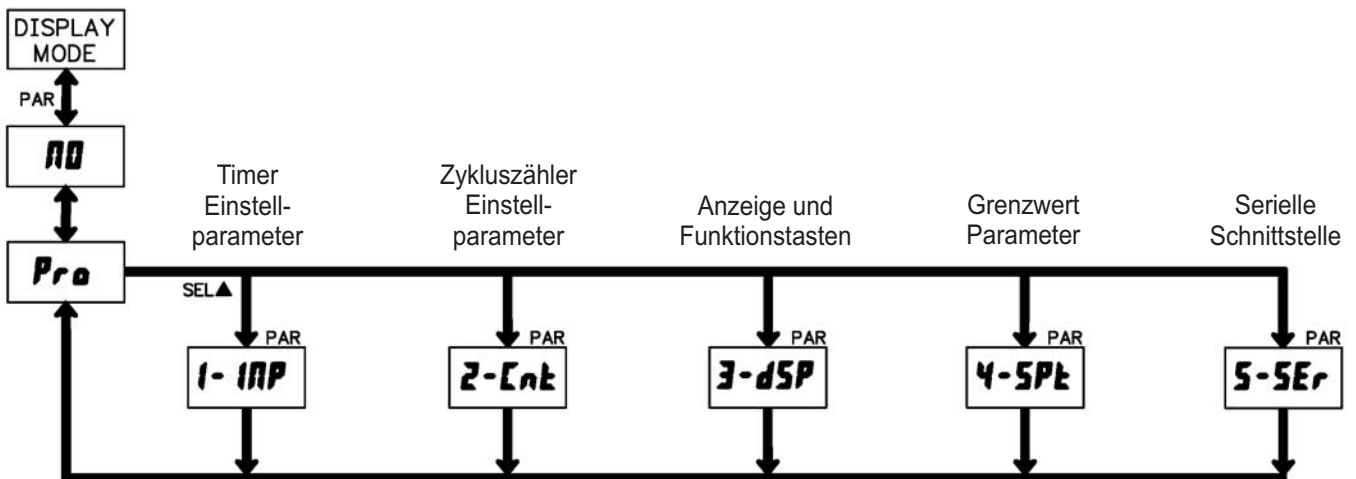 DISPLAY
MODE
PAR
NO
Pro
Timer
Einstell-
parameter
Zykluszähler
Einstell-
parameter
Anzeige und
Funktionstasten
Grenzwert
Parameter
Serielle
Schnittstelle
SEL▲
PAR
1-INP
PAR
2-Cnt
PAR
3-dSP
PAR
4-SPt
PAR
5-SEr